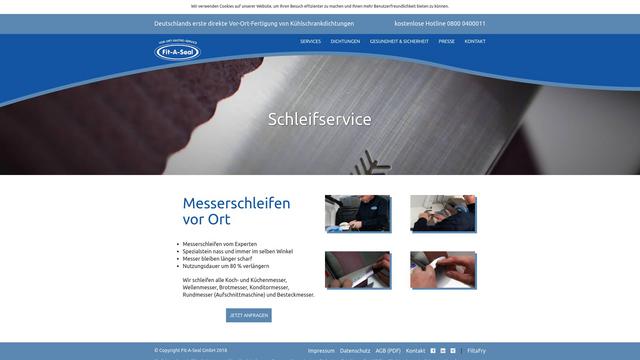 Wir verwenden Cookies auf unserer Website, um Ihren Besuch effizienter zu machen und Ihnen mehr Benutzerfreundlichkeit bieten zu können.
Deutschlands erste direkte Vor-Ort-Fertigung von Kühlschrankdichtungen
kostenlose Hotline 0800 0400011
Fit-A-Seal
SERVICES DICHTUNGEN GESUNDHEIT & SICHERHEIT PRESSE KONTAKT
Schleifservice
Messerschleifen
vor Ort
• Messerschleifen vom Experten
• Spezialstein nass und immer im selben Winkel
• Messer bleiben länger scharf
• Nutzungsdauer um 80 % verlängern
Wir schleifen alle Koch- und Küchenmesser,
Wellenmesser, Brotmesser, Konditormesser,
Rundmesser (Aufschnittmaschine) und Besteckmesser.
JETZT ANFRAGEN
© Copyright Fit-A-Seal GmbH 2018
Impressum Datenschutz AGB (PDF) Kontakt | FiltaFry